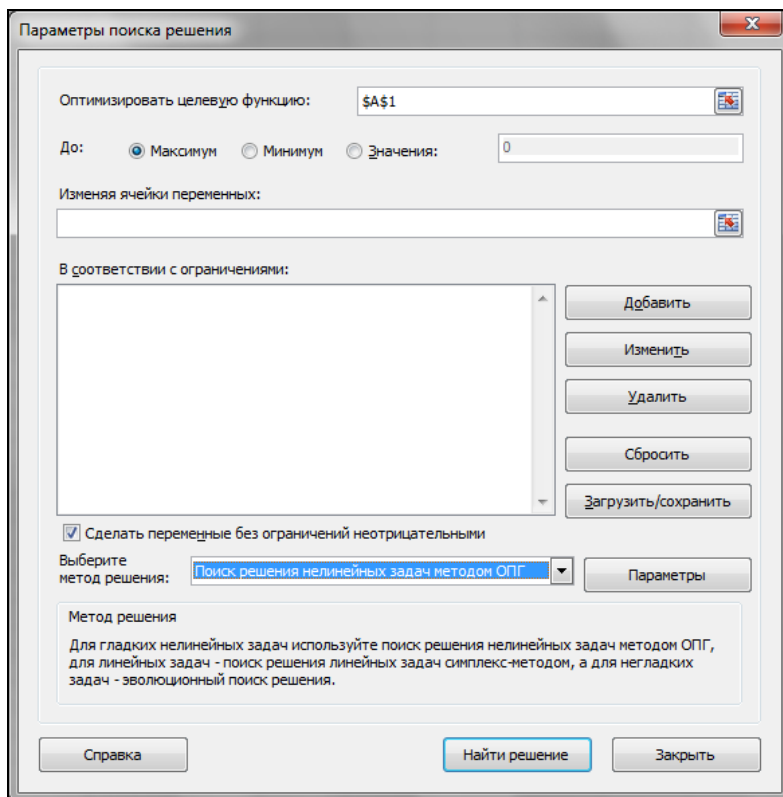 Параметры поиска решения
Оптимизировать целевую функцию: $A$1
До: Максимум Минимум Значения: 0
Изменяя ячейки переменных:
В соответствии с ограничениями:
Добавить
Изменить
Удалить
Сбросить
Загрузить/сохранить
Сделать переменные без ограничений неотрицательными
Выберите
метод решения: Поиск решения нелинейных задач методом ОПГ Параметры
Метод решения
Для гладких нелинейных задач используйте поиск решения нелинейных задач методом ОПГ,
для линейных задач - поиск решения линейных задач симплекс-методом, а для негладких
задач - эволюционный поиск решения.
Справка Найти решение Закрыть